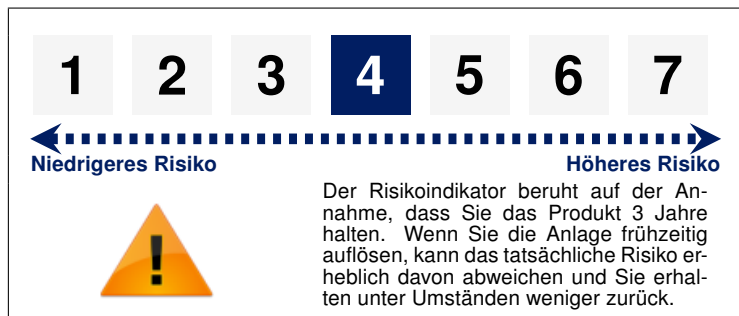 1 2 3 4 5 6 7
Niedrigeres Risiko Höheres Risiko
Der Risikoindikator beruht auf der An-
nahme, dass Sie das Produkt 3 Jahre
halten. Wenn Sie die Anlage frühzeitig
auflösen, kann das tatsächliche Risiko er-
heblich davon abweichen und Sie erhal-
ten unter Umständen weniger zurück.